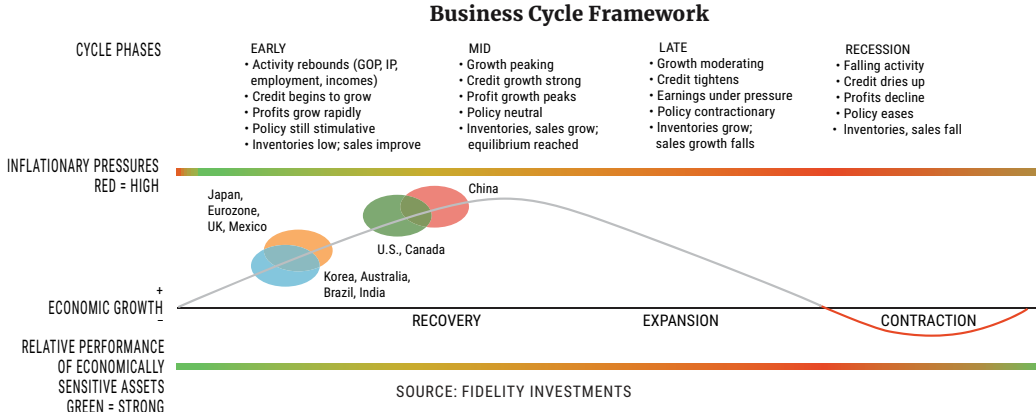 Business Cycle Framework
CYCLE PHASES
EARLY
• Activity rebounds (GOP, IP,
employment, incomes)
• Credit begins to grow
• Profits grow rapidly
• Policy still stimulative
• Inventories low; sales improve
MID
• Growth peaking
• Credit growth strong
• Profit growth peaks
• Policy neutral
• Inventories, sales grow;
equilibrium reached
LATE
• Growth moderating
• Credit tightens
• Earnings under pressure
• Policy contractionary
• Inventories grow;
sales growth falls
RECESSION
• Falling activity
• Credit dries up
• Profits decline
• Policy eases
• Inventories, sales fall
INFLATIONARY PRESSURES
RED = HIGH
Japan,
Eurozone,
UK, Mexico
China
U.S., Canada
Korea, Australia,
Brazil, India
+
ECONOMIC GROWTH
–
RECOVERY
EXPANSION
CONTRACTION
RELATIVE PERFORMANCE
OF ECONOMICALLY
SENSITIVE ASSETS
GREEN = STRONG
SOURCE: FIDELITY INVESTMENTS